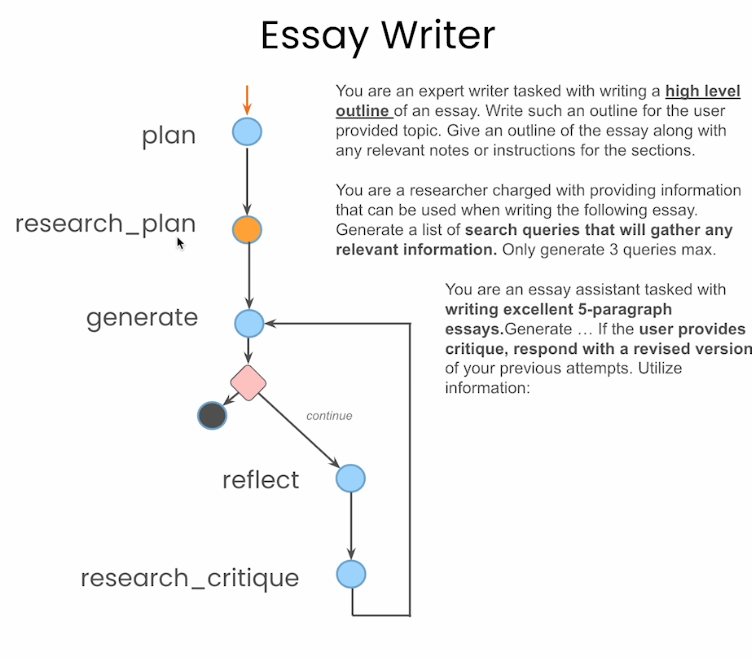 Essay Writer
plan
You are an expert writer tasked with writing a high level
outline of an essay. Write such an outline for the user
provided topic. Give an outline of the essay along with
any relevant notes or instructions for the sections.
research_plan
You are a researcher charged with providing information
that can be used when writing the following essay.
Generate a list of search queries that will gather any
relevant information. Only generate 3 queries max.
generate
You are an essay assistant tasked with
writing excellent 5-paragraph
essays.Generate … If the user provides
critique, respond with a revised version
of your previous attempts. Utilize
information:
continue
reflect
research_critique